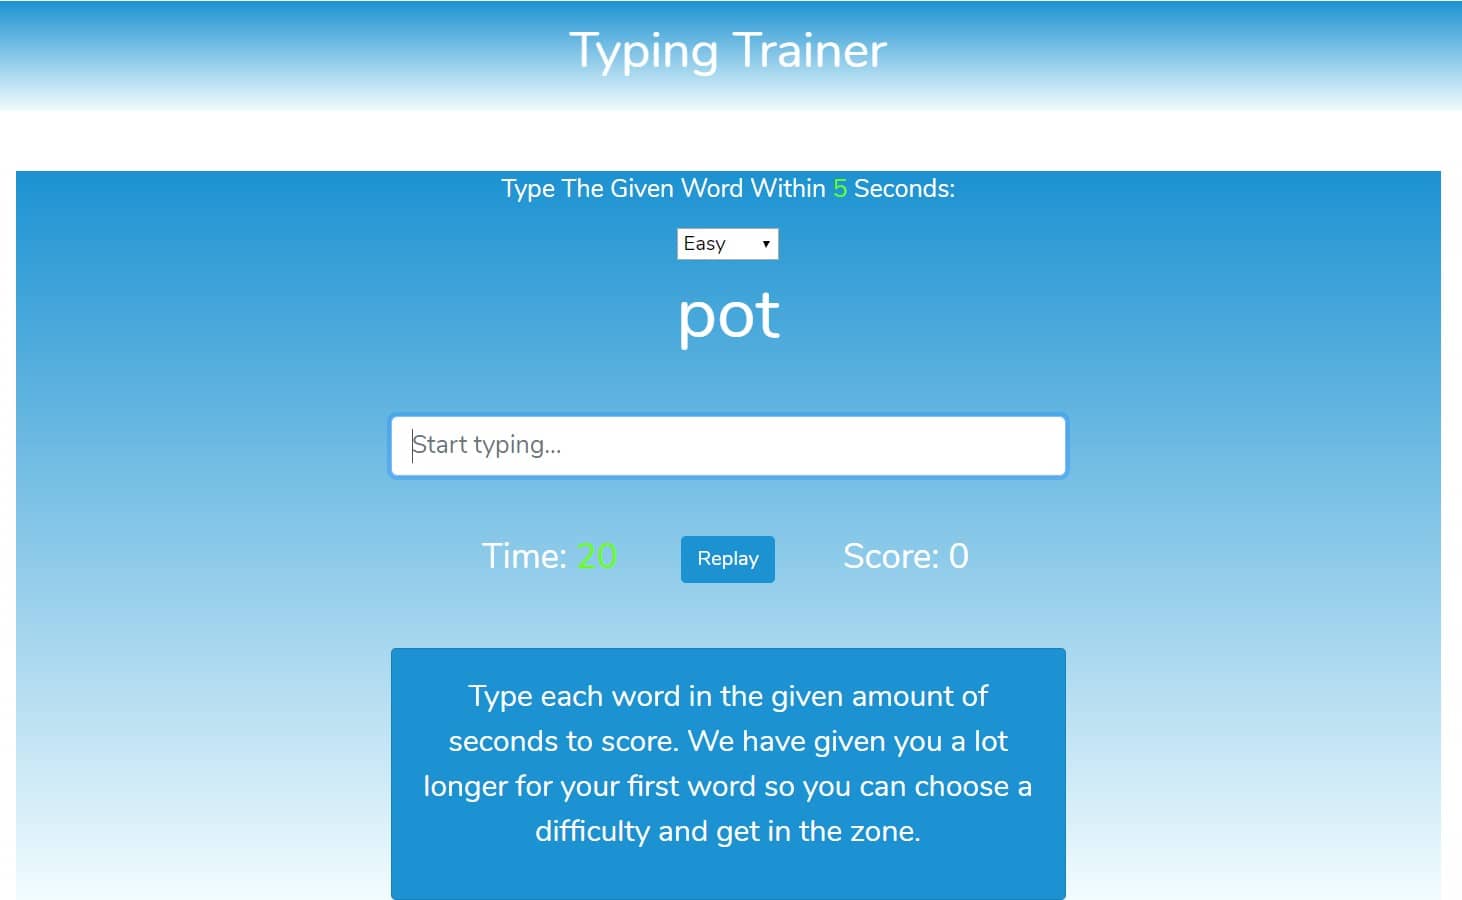 Typing Trainer
Type The Given Word Within 5 Seconds:
Easy
pot
Start typing...
Time: 20
Replay
Score: 0
Type each word in the given amount of
seconds to score. We have given you a lot
longer for your first word so you can choose a
difficulty and get in the zone.